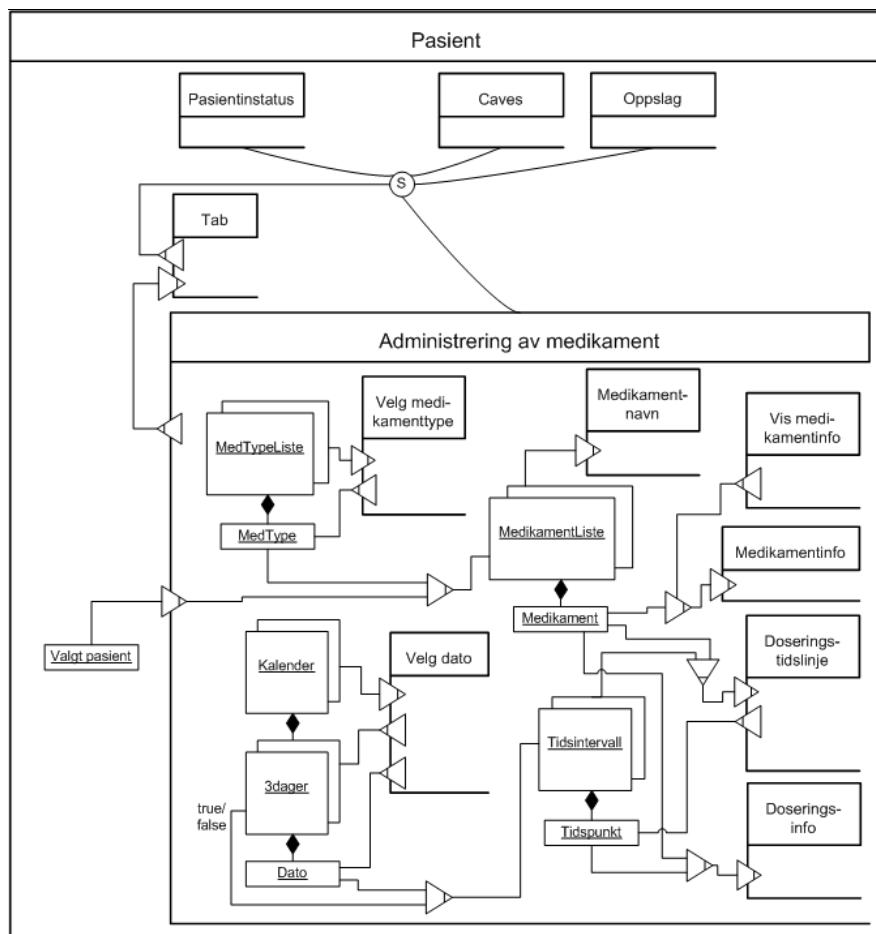 Pasient
Pasientinstatus
Caves
Oppslag
S
Tab
Administrering av medikament
Velg medi-
kamenttype
Medikament-
navn
Vis medi-
kamentinfo
MedTypeListe
MedType
MedikamentListe
Medikamentinfo
Medikament
Valgt pasient
Kalender
Velg dato
Doserings-
tidslinje
Tidsintervall
3dager
true/
false
Tidspunkt
Doserings-
info
Dato